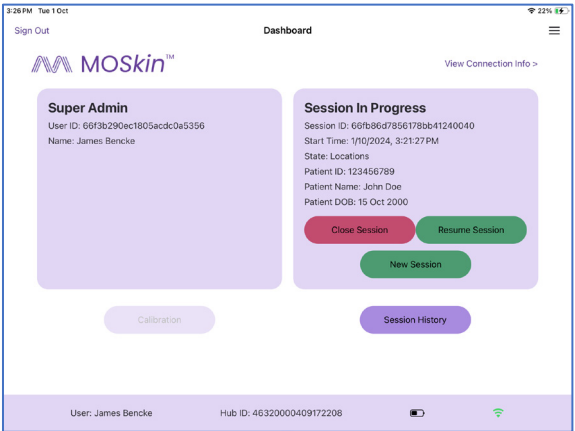 3:26 PM Tue 1 Oct 22%
Sign Out Dashboard
MOSkin™
View Connection Info >
Super Admin
User ID: 66f3b290ec1805acdc0a5356
Name: James Bencke
Session In Progress
Session ID: 66fb86d7856178bb41240040
Start Time: 1/10/2024, 3:21:27 PM
State: Locations
Patient ID: 123456789
Patient Name: John Doe
Patient DOB: 15 Oct 2000
Close Session Resume Session
New Session
Calibration Session History
User: James Bencke Hub ID: 46320000409172208